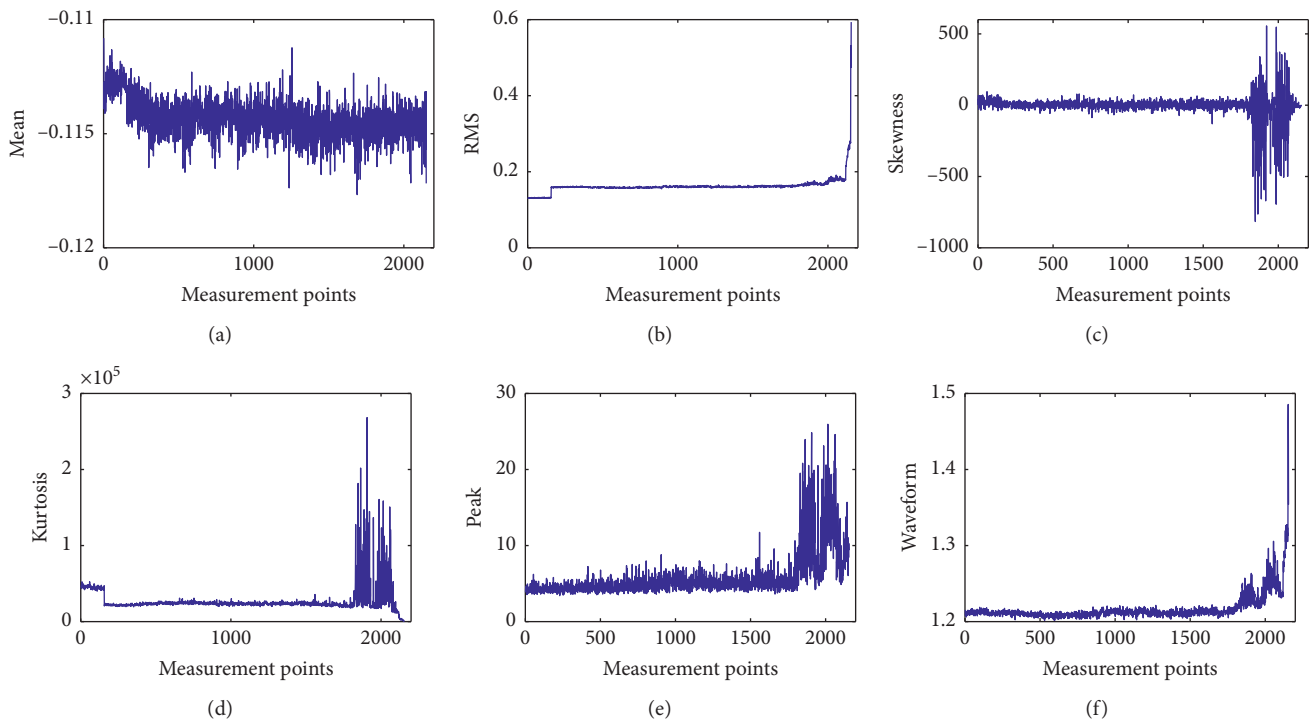 −0.11
−0.115
−0.12
Mean
0
1000
2000
Measurement points
(a)
0.6
0.4
0.2
0
RMS
0
1000
2000
Measurement points
(b)
500
0
−500
−1000
Skewness
0
500
1000
1500
2000
Measurement points
(c)
×10⁵
3
2
1
0
Kurtosis
0
1000
2000
Measurement points
(d)
30
20
10
0
Peak
0
500
1000
1500
2000
Measurement points
(e)
1.5
1.4
1.3
1.2
Waveform
0
500
1000
1500
2000
Measurement points
(f)